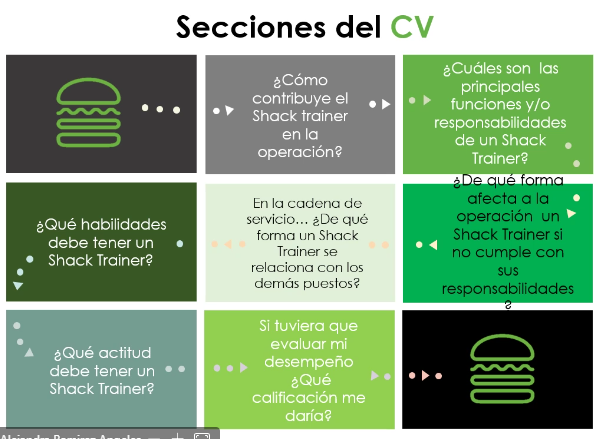 Secciones del CV
¿Cómo
contribuye el
Shack trainer
en la
operación?
¿Cuáles son las
principales
funciones y/o
responsabilidades
de un Shack
Trainer?
¿Qué habilidades
debe tener un
Shack Trainer?
En la cadena de
servicio... ¿De qué
forma un Shack
Trainer se
relaciona con los
demás puestos?
¿De qué forma
afecta a la
operación un
Shack Trainer si
no cumple con
sus
responsabilidades
?
¿Qué actitud
debe tener un
Shack Trainer?
Si tuviera que
evaluar mi
desempeño
¿Qué
calificación me
daría?